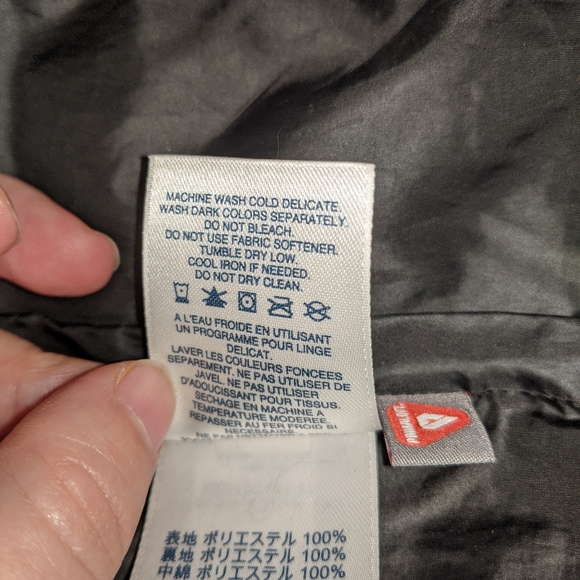 MACHINE WASH COLD DELICATE.
WASH DARK COLORS SEPARATELY.
DO NOT BLEACH.
DO NOT USE FABRIC SOFTENER.
TUMBLE DRY LOW.
COOL IRON IF NEEDED.
DO NOT DRY CLEAN.
A L'EAU FROIDE EN UTILISANT
UN PROGRAMME POUR LINGE
DELICAT.
LAVER LES COULEURS FONCEES
SEPAREMENT. NE PAS UTILISER DE
JAVEL. NE PAS UTILISER
D'ADOUCISSANT POUR TISSUS.
SECHAGE EN MACHINE A
TEMPERATURE MODEREE.
REPASSER AU FER FROID SI
NECESSAIRE.
NE PAS
表地 ポリエステル 100%
裏地 ポリエステル 100%
中綿 ポリエステル 100%